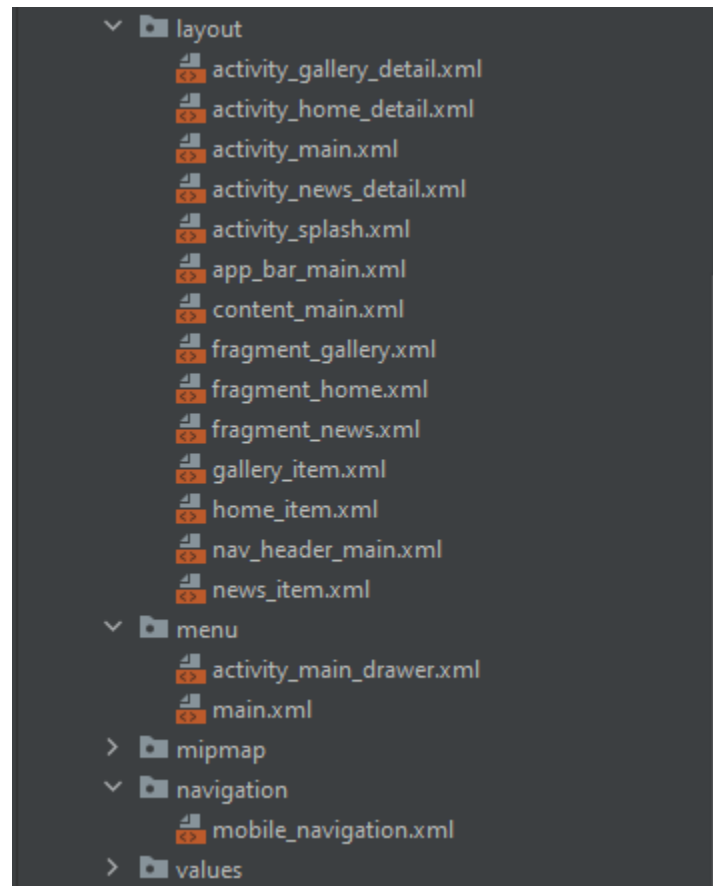 layout
activity_gallery_detail.xml
activity_home_detail.xml
activity_main.xml
activity_news_detail.xml
activity_splash.xml
app_bar_main.xml
content_main.xml
fragment_gallery.xml
fragment_home.xml
fragment_news.xml
gallery_item.xml
home_item.xml
nav_header_main.xml
news_item.xml
menu
activity_main_drawer.xml
main.xml
mipmap
navigation
mobile_navigation.xml
values